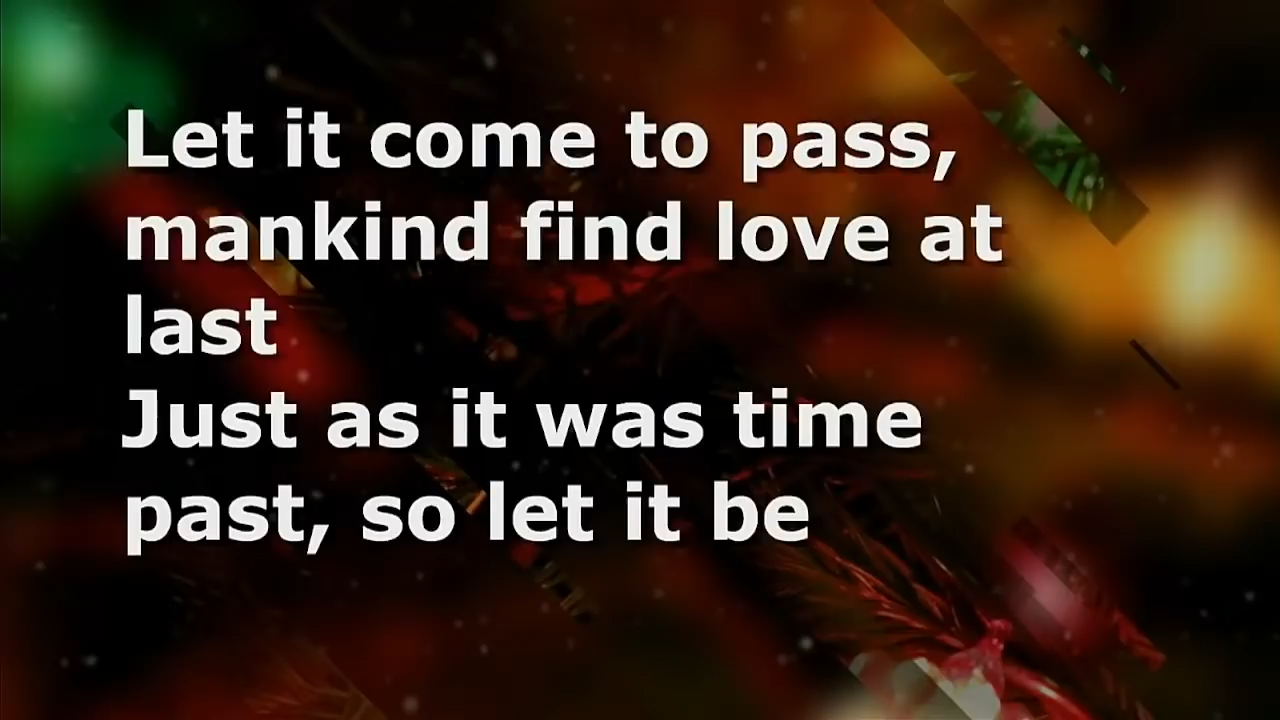 Let it come to pass,
mankind find love at
last
Just as it was time
past, so let it be